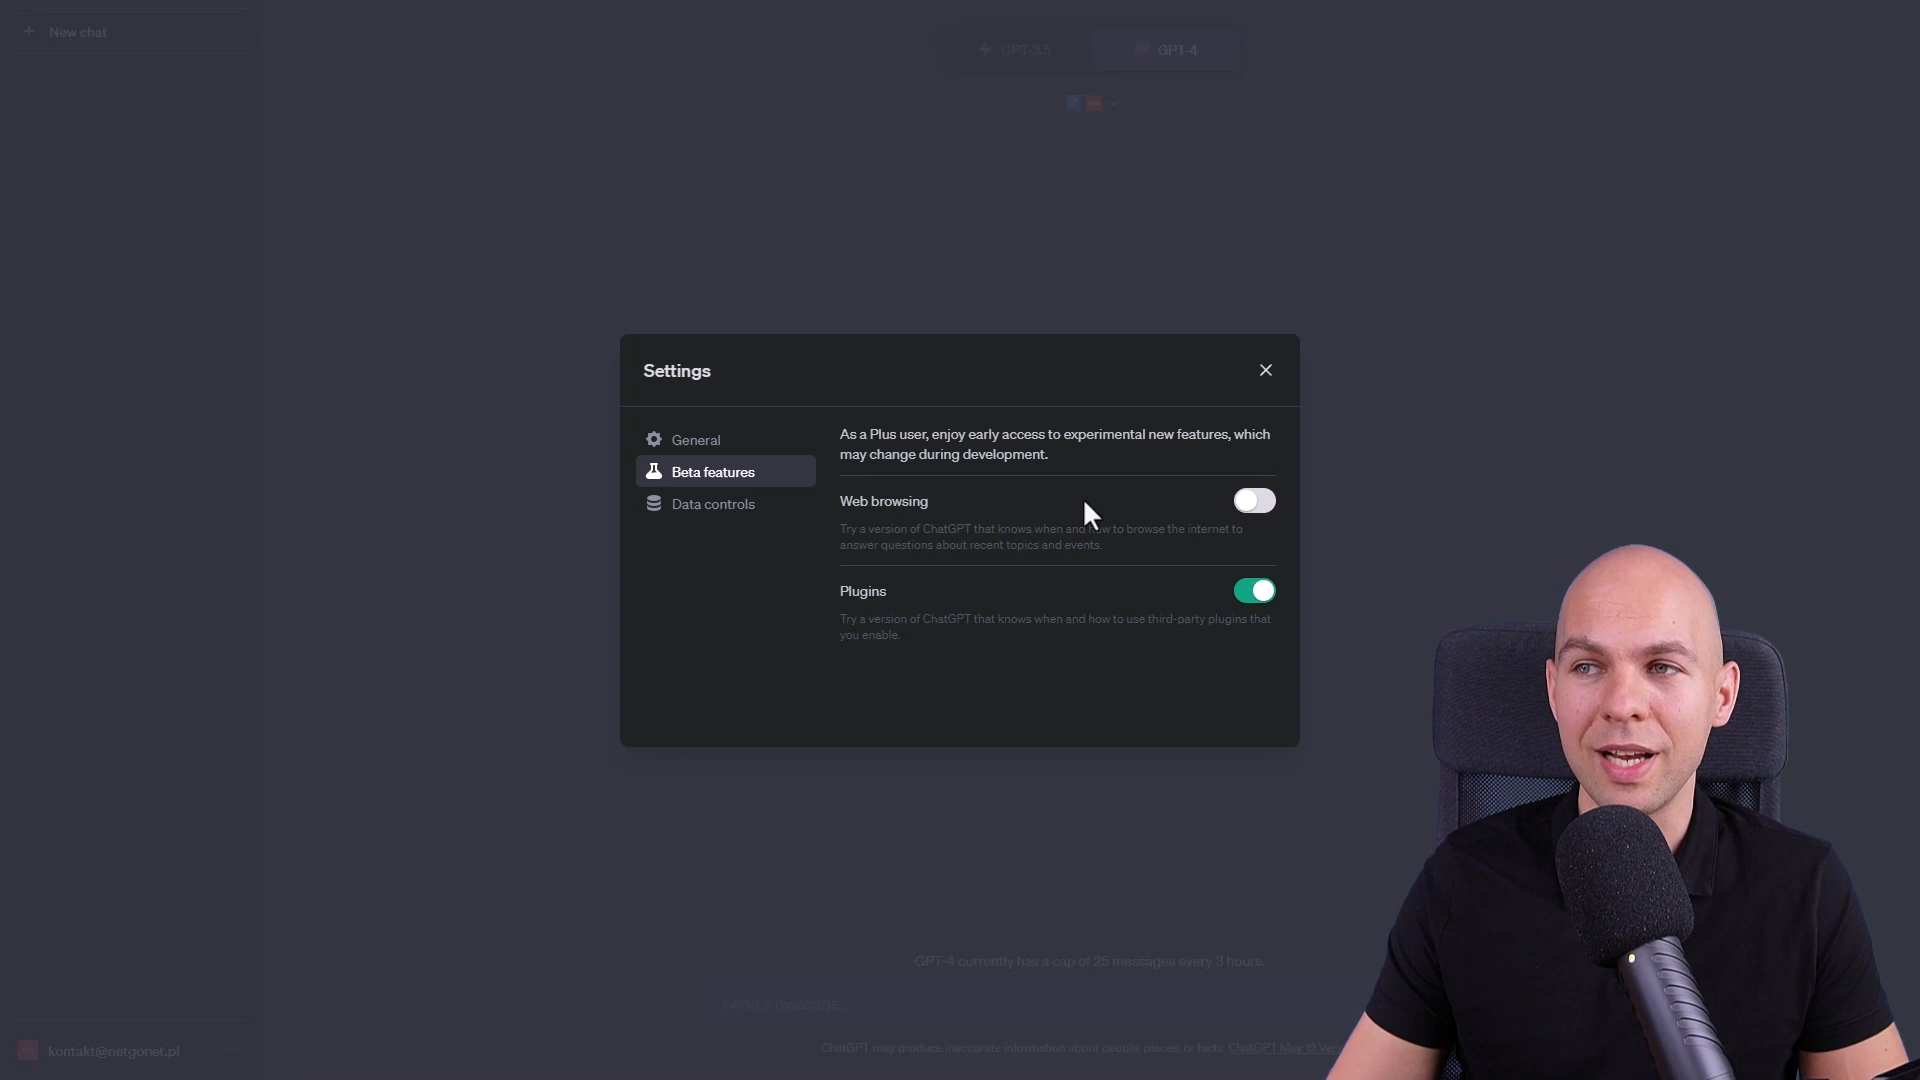 New chat
GPT-3.5
GPT-4
Settings
General
Beta features
Data controls
As a Plus user, enjoy early access to experimental new features, which
may change during development.
Web browsing
Try a version of ChatGPT that knows when and how to browse the internet to
answer questions about recent topics and events.
Plugins
Try a version of ChatGPT that knows when and how to use third-party plugins that
you enable.
GPT-4 currently has a cap of 25 messages every 3 hours.
Send a message.
ChatGPT may produce inaccurate information about people, places, or facts. ChatGPT May 12 Vers
kontakt@netgonet.pl